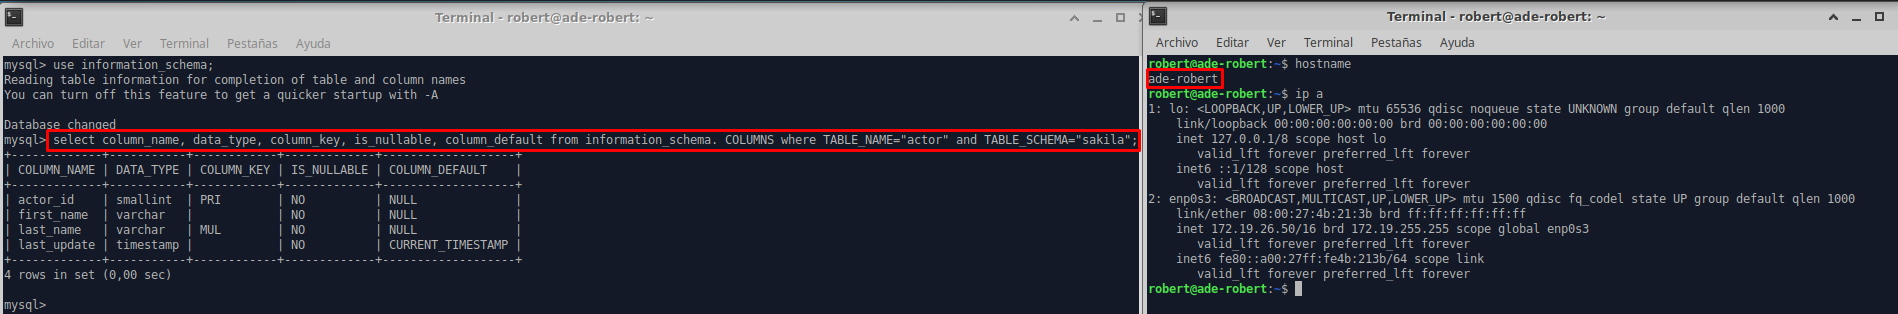 Terminal - robert@ade-robert: ~
Archivo Editar Ver Terminal Pestañas Ayuda
mysql> use information_schema;
Reading table information for completion of table and column names
You can turn off this feature to get a quicker startup with -A
Database changed
mysql> select column_name, data_type, column_key, is_nullable, column_default from information_schema. COLUMNS where TABLE_NAME="actor" and TABLE_SCHEMA="sakila";
+-------------+-----------+------------+-------------+-------------------+
| COLUMN_NAME | DATA_TYPE | COLUMN_KEY | IS_NULLABLE | COLUMN_DEFAULT    |
+-------------+-----------+------------+-------------+-------------------+
| actor_id    | smallint  | PRI        | NO          | NULL              |
| first_name  | varchar   |            | NO          | NULL              |
| last_name   | varchar   | MUL        | NO          | NULL              |
| last_update | timestamp |            | NO          | CURRENT_TIMESTAMP |
+-------------+-----------+------------+-------------+-------------------+
4 rows in set (0,00 sec)
mysql>
Terminal - robert@ade-robert: ~
Archivo Editar Ver Terminal Pestañas Ayuda
robert@ade-robert:~$ hostname
ade-robert
robert@ade-robert:~$ ip a
1: lo: <LOOPBACK,UP,LOWER_UP> mtu 65536 qdisc noqueue state UNKNOWN group default qlen 1000
link/loopback 00:00:00:00:00:00 brd 00:00:00:00:00:00
inet 127.0.0.1/8 scope host lo
valid_lft forever preferred_lft forever
inet6 ::1/128 scope host
valid_lft forever preferred_lft forever
2: enp0s3: <BROADCAST,MULTICAST,UP,LOWER_UP> mtu 1500 qdisc fq_codel state UP group default qlen 1000
link/ether 08:00:27:4b:21:3b brd ff:ff:ff:ff:ff:ff
inet 172.19.26.50/16 brd 172.19.255.255 scope global enp0s3
valid_lft forever preferred_lft forever
inet6 fe80::a00:27ff:fe4b:213b/64 scope link
valid_lft forever preferred_lft forever
robert@ade-robert:~$